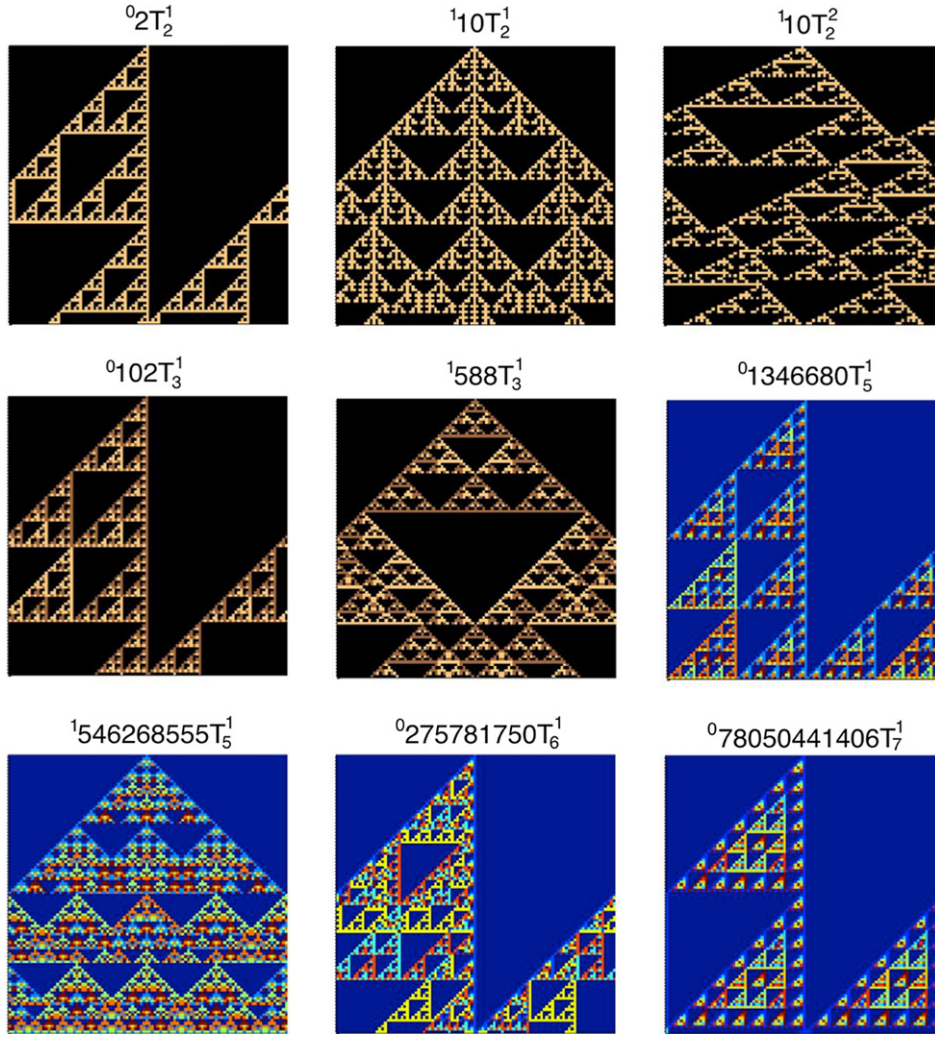 ⁰2T₂¹ ¹10T₂¹ ¹10T₂²
⁰102T₃¹ ¹588T₃¹ ⁰1346680T₅¹
¹546268555T₅¹ ⁰275781750T₆¹ ⁰78050441406T₇¹